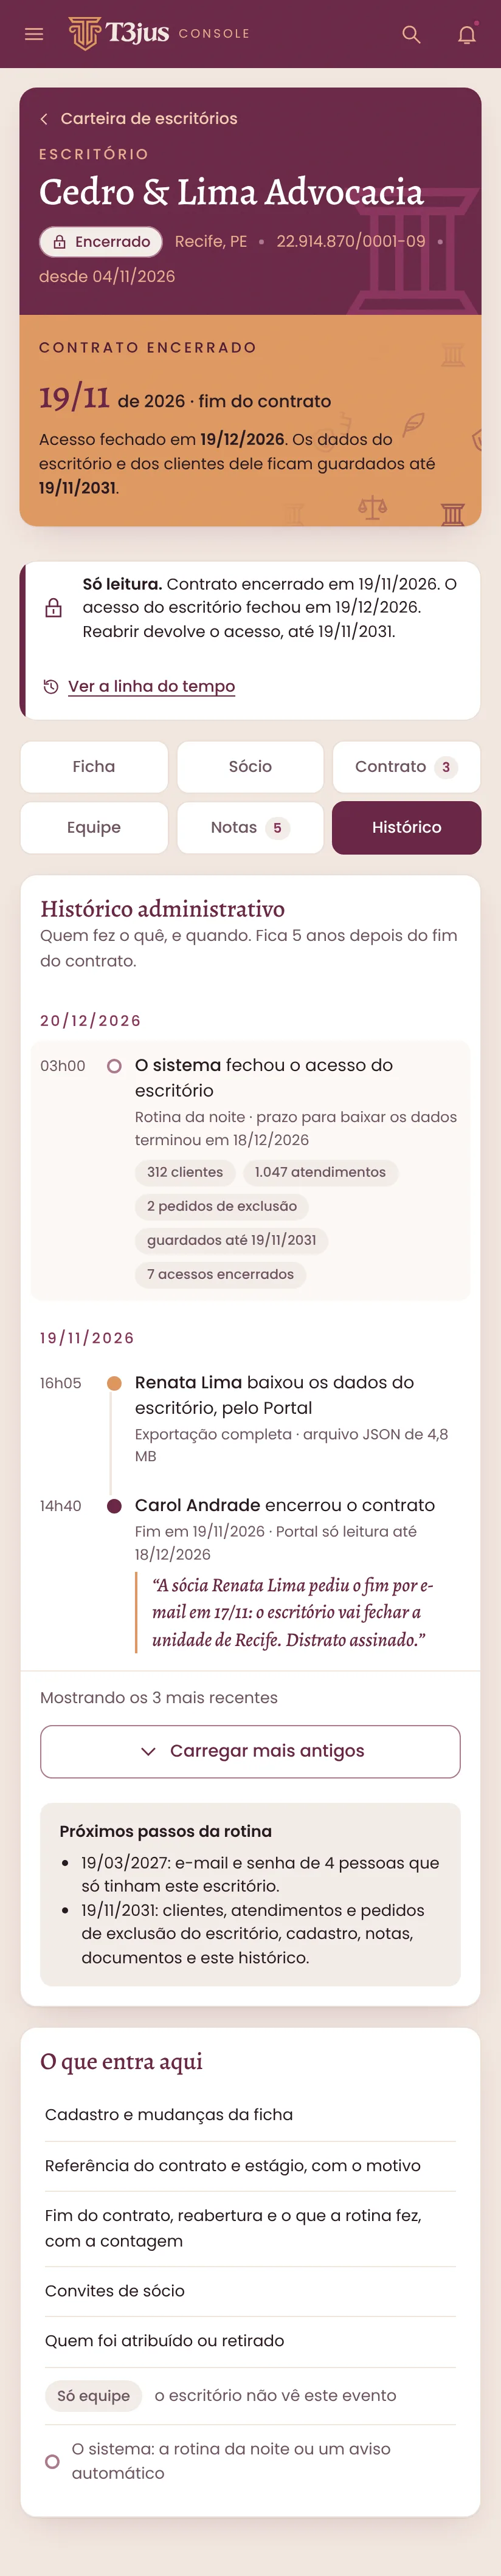 T3jus CONSOLE
Carteira de escritórios
ESCRITÓRIO
Cedro & Lima Advocacia
Encerrado Recife, PE • 22.914.870/0001-09 •
desde 04/11/2026
CONTRATO ENCERRADO
19/11 de 2026 · fim do contrato
Acesso fechado em 19/12/2026. Os dados do
escritório e dos clientes dele ficam guardados até
19/11/2031.
Só leitura. Contrato encerrado em 19/11/2026. O
acesso do escritório fechou em 19/12/2026.
Reabrir devolve o acesso, até 19/11/2031.
Ver a linha do tempo
Ficha Sócio Contrato 3
Equipe Notas 5 Histórico
Histórico administrativo
Quem fez o quê, e quando. Fica 5 anos depois do fim
do contrato.
20/12/2026
03h00 O sistema fechou o acesso do
escritório
Rotina da noite · prazo para baixar os dados
terminou em 18/12/2026
312 clientes 1.047 atendimentos
2 pedidos de exclusão
guardados até 19/11/2031
7 acessos encerrados
19/11/2026
16h05 Renata Lima baixou os dados do
escritório, pelo Portal
Exportação completa · arquivo JSON de 4,8
MB
14h40 Carol Andrade encerrou o contrato
Fim em 19/11/2026 · Portal só leitura até
18/12/2026
“A sócia Renata Lima pediu o fim por e-
mail em 17/11: o escritório vai fechar a
unidade de Recife. Distrato assinado.”
Mostrando os 3 mais recentes
Carregar mais antigos
Próximos passos da rotina
• 19/03/2027: e-mail e senha de 4 pessoas que
só tinham este escritório.
• 19/11/2031: clientes, atendimentos e pedidos
de exclusão do escritório, cadastro, notas,
documentos e este histórico.
O que entra aqui
Cadastro e mudanças da ficha
Referência do contrato e estágio, com o motivo
Fim do contrato, reabertura e o que a rotina fez,
com a contagem
Convites de sócio
Quem foi atribuído ou retirado
Só equipe o escritório não vê este evento
O sistema: a rotina da noite ou um aviso
automático